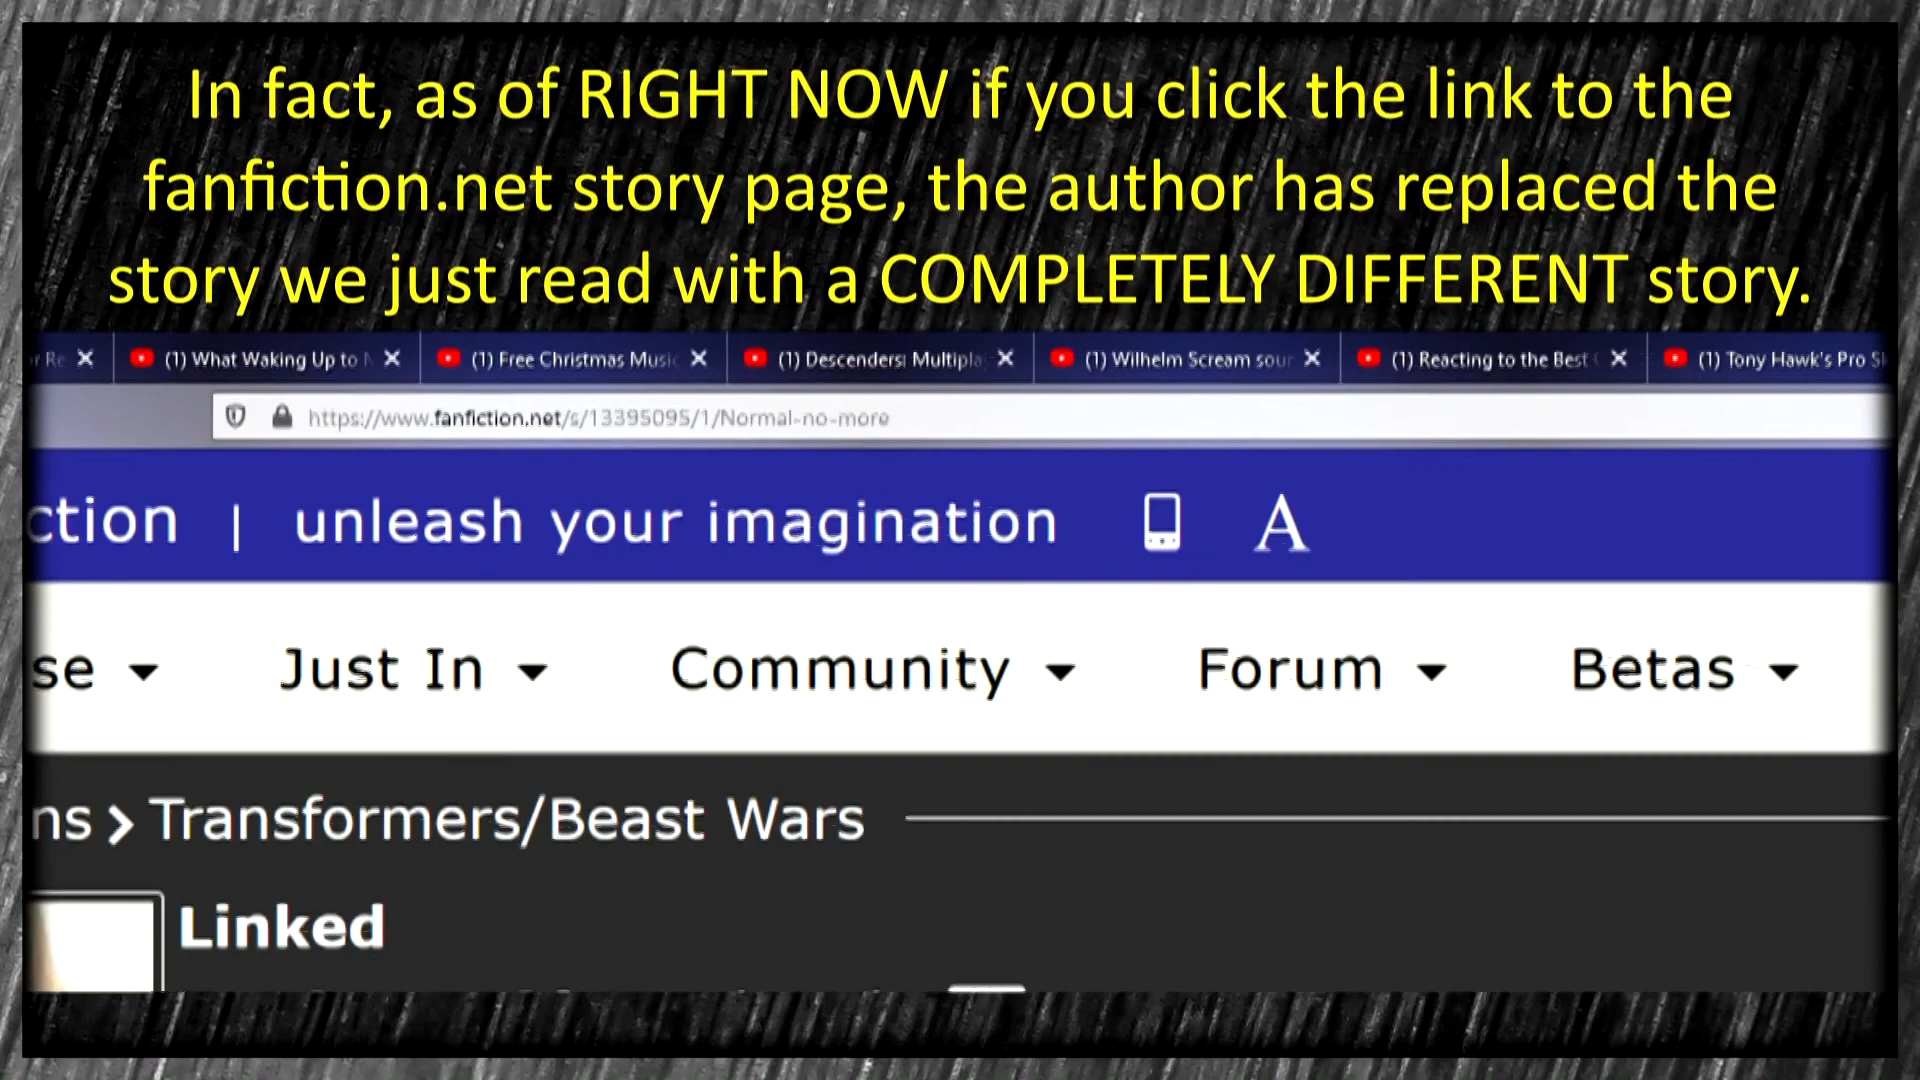 In fact, as of RIGHT NOW if you click the link to the
fanfiction.net story page, the author has replaced the
story we just read with a COMPLETELY DIFFERENT story.
or Re (1) What Waking Up to (1) Free Christmas Music (1) Descenders Multipla (1) Wilhelm Scream sour (1) Reacting to the Best (1) Tony Hawk's Pro Sk
https://www.fanfiction.net/s/13395095/1/Normal-no-more
ction | unleash your imagination A
se Just In Community Forum Betas
ns > Transformers/Beast Wars
Linked